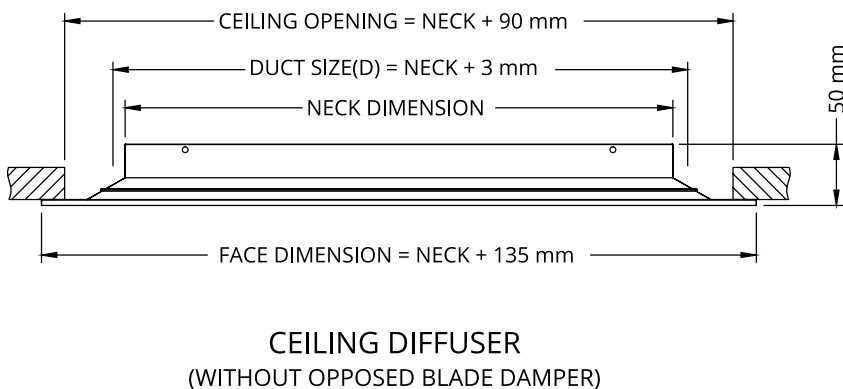 CEILING OPENING = NECK + 90 mm
DUCT SIZE(D) = NECK + 3 mm
NECK DIMENSION
50 mm
FACE DIMENSION = NECK + 135 mm
CEILING DIFFUSER
(WITHOUT OPPOSED BLADE DAMPER)